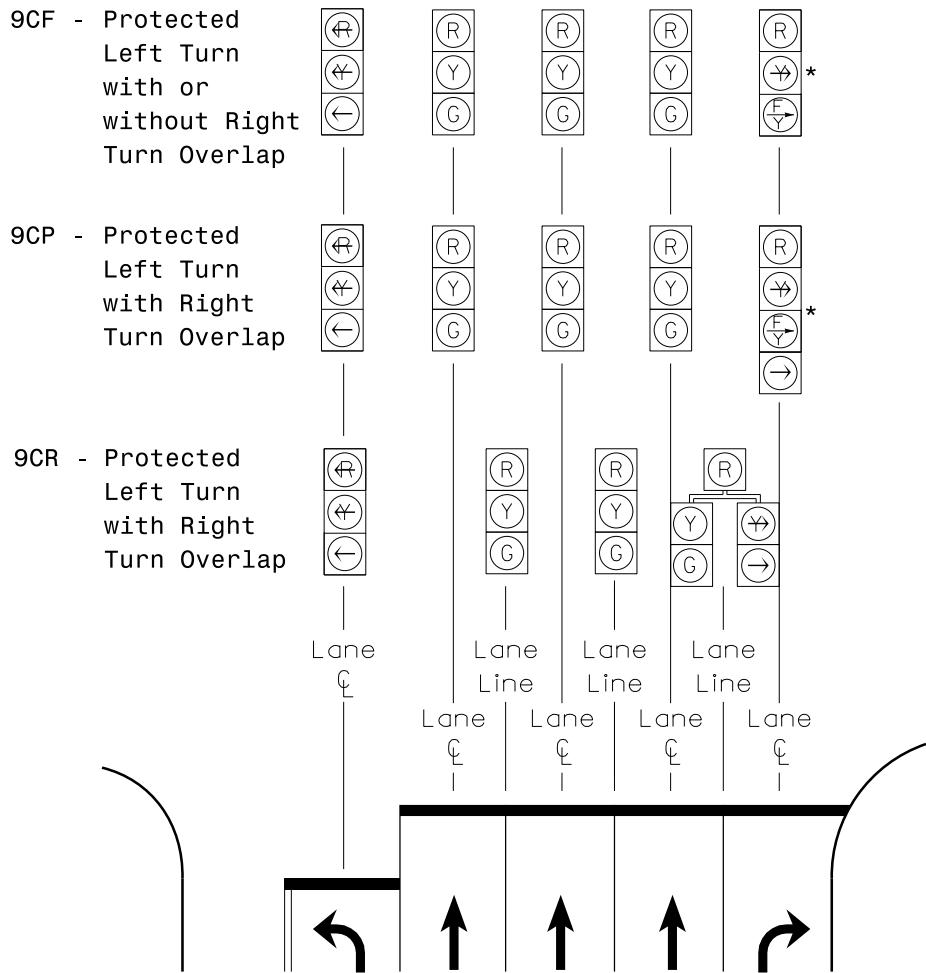 9CF - Protected
Left Turn
with or
without Right
Turn Overlap
R R R R R
Y Y Y Y Y *
G G G F Y
9CP - Protected
Left Turn
with Right
Turn Overlap
R R R R R
Y Y Y Y Y
G G G F Y *
9CR - Protected
Left Turn
with Right
Turn Overlap
R R R R
Y Y Y Y
G G G
Lane Lane Lane Lane
℄ Line Line Line
Lane Lane Lane Lane
℄ ℄ ℄ ℄